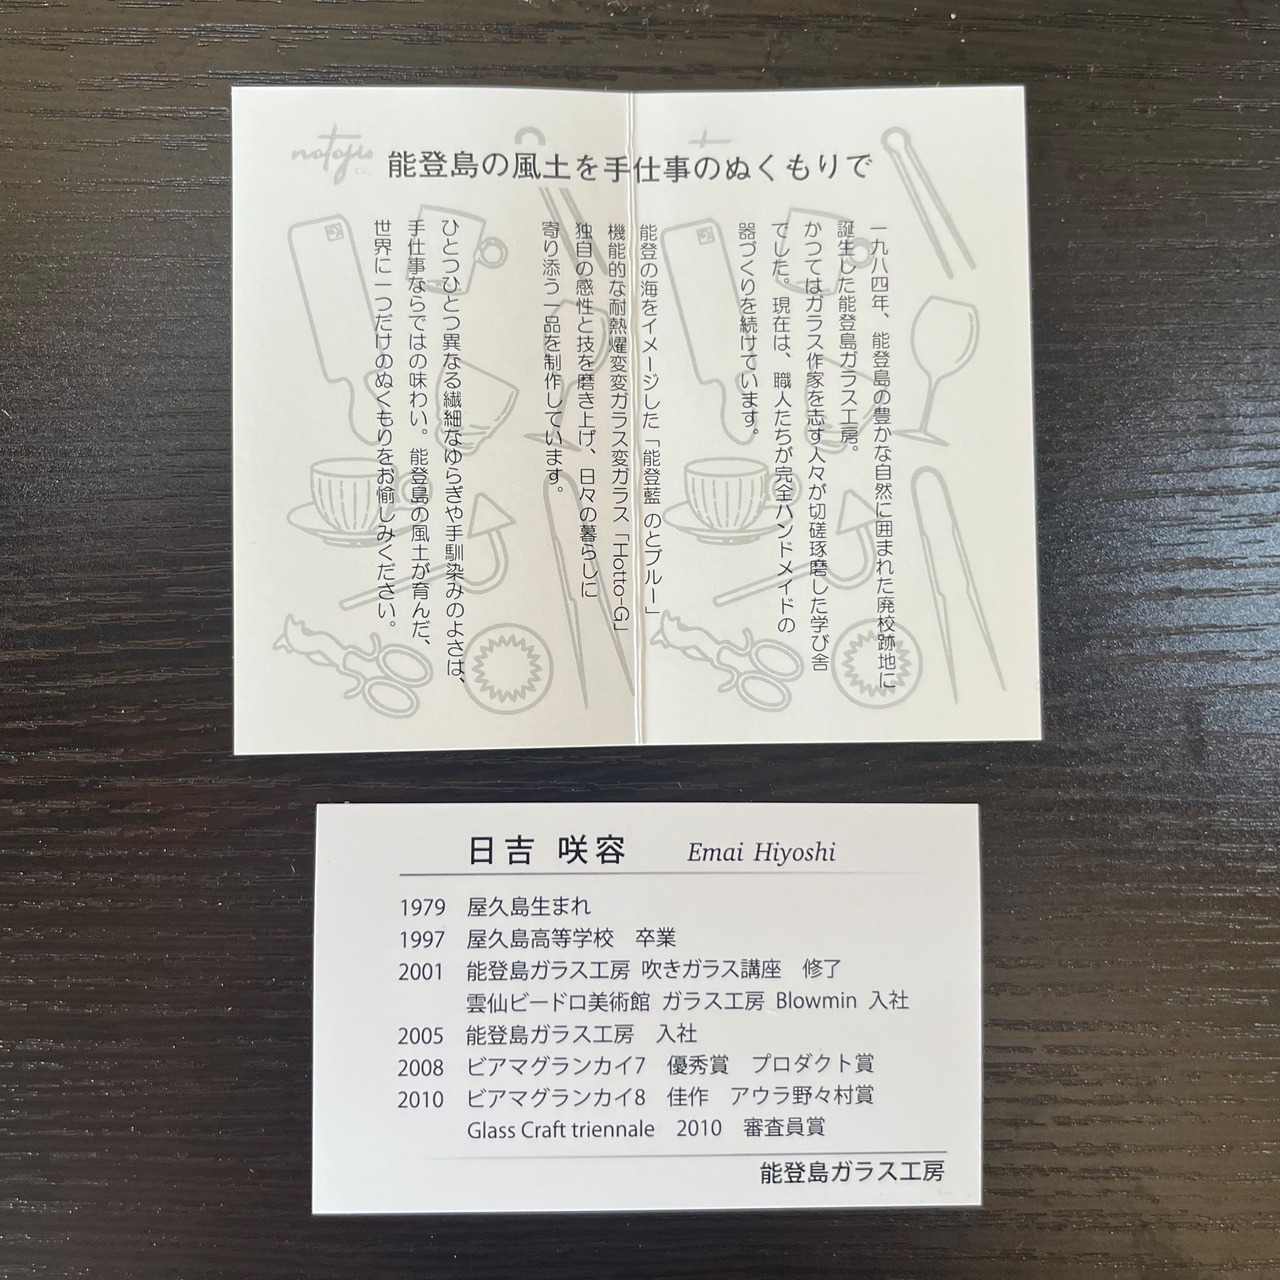 notojio
能登島の風土を手仕事のぬくもりで
一九八四年、能登島の豊かな自然に囲まれた廃校跡地に
誕生した能登島ガラス工房。
かつてはガラス作家を志す人々が切磋琢磨した学び舎
でした。現在は、職人たちが完全ハンドメイドの
器づくりを続けています。
能登の海をイメージした「能登藍 のとブルー」
機能的な耐熱燿変変ガラス変ガラス「Hotto-G」
独自の感性と技を磨き上げ、日々の暮らしに
寄り添う一品を制作しています。
ひとつひとつ異なる繊細なゆらぎや手馴染みのよさは、
手仕事ならではの味わい。能登島の風土が育んだ、
世界に一つだけのぬくもりをお愉しみください。
日吉 咲容 Emai Hiyoshi
1979 屋久島生まれ
1997 屋久島高等学校 卒業
2001 能登島ガラス工房 吹きガラス講座 修了
雲仙ビードロ美術館 ガラス工房 Blowmin 入社
2005 能登島ガラス工房 入社
2008 ビアマグランカイ7 優秀賞 プロダクト賞
2010 ビアマグランカイ8 佳作 アウラ野々村賞
Glass Craft triennale 2010 審査員賞
能登島ガラス工房